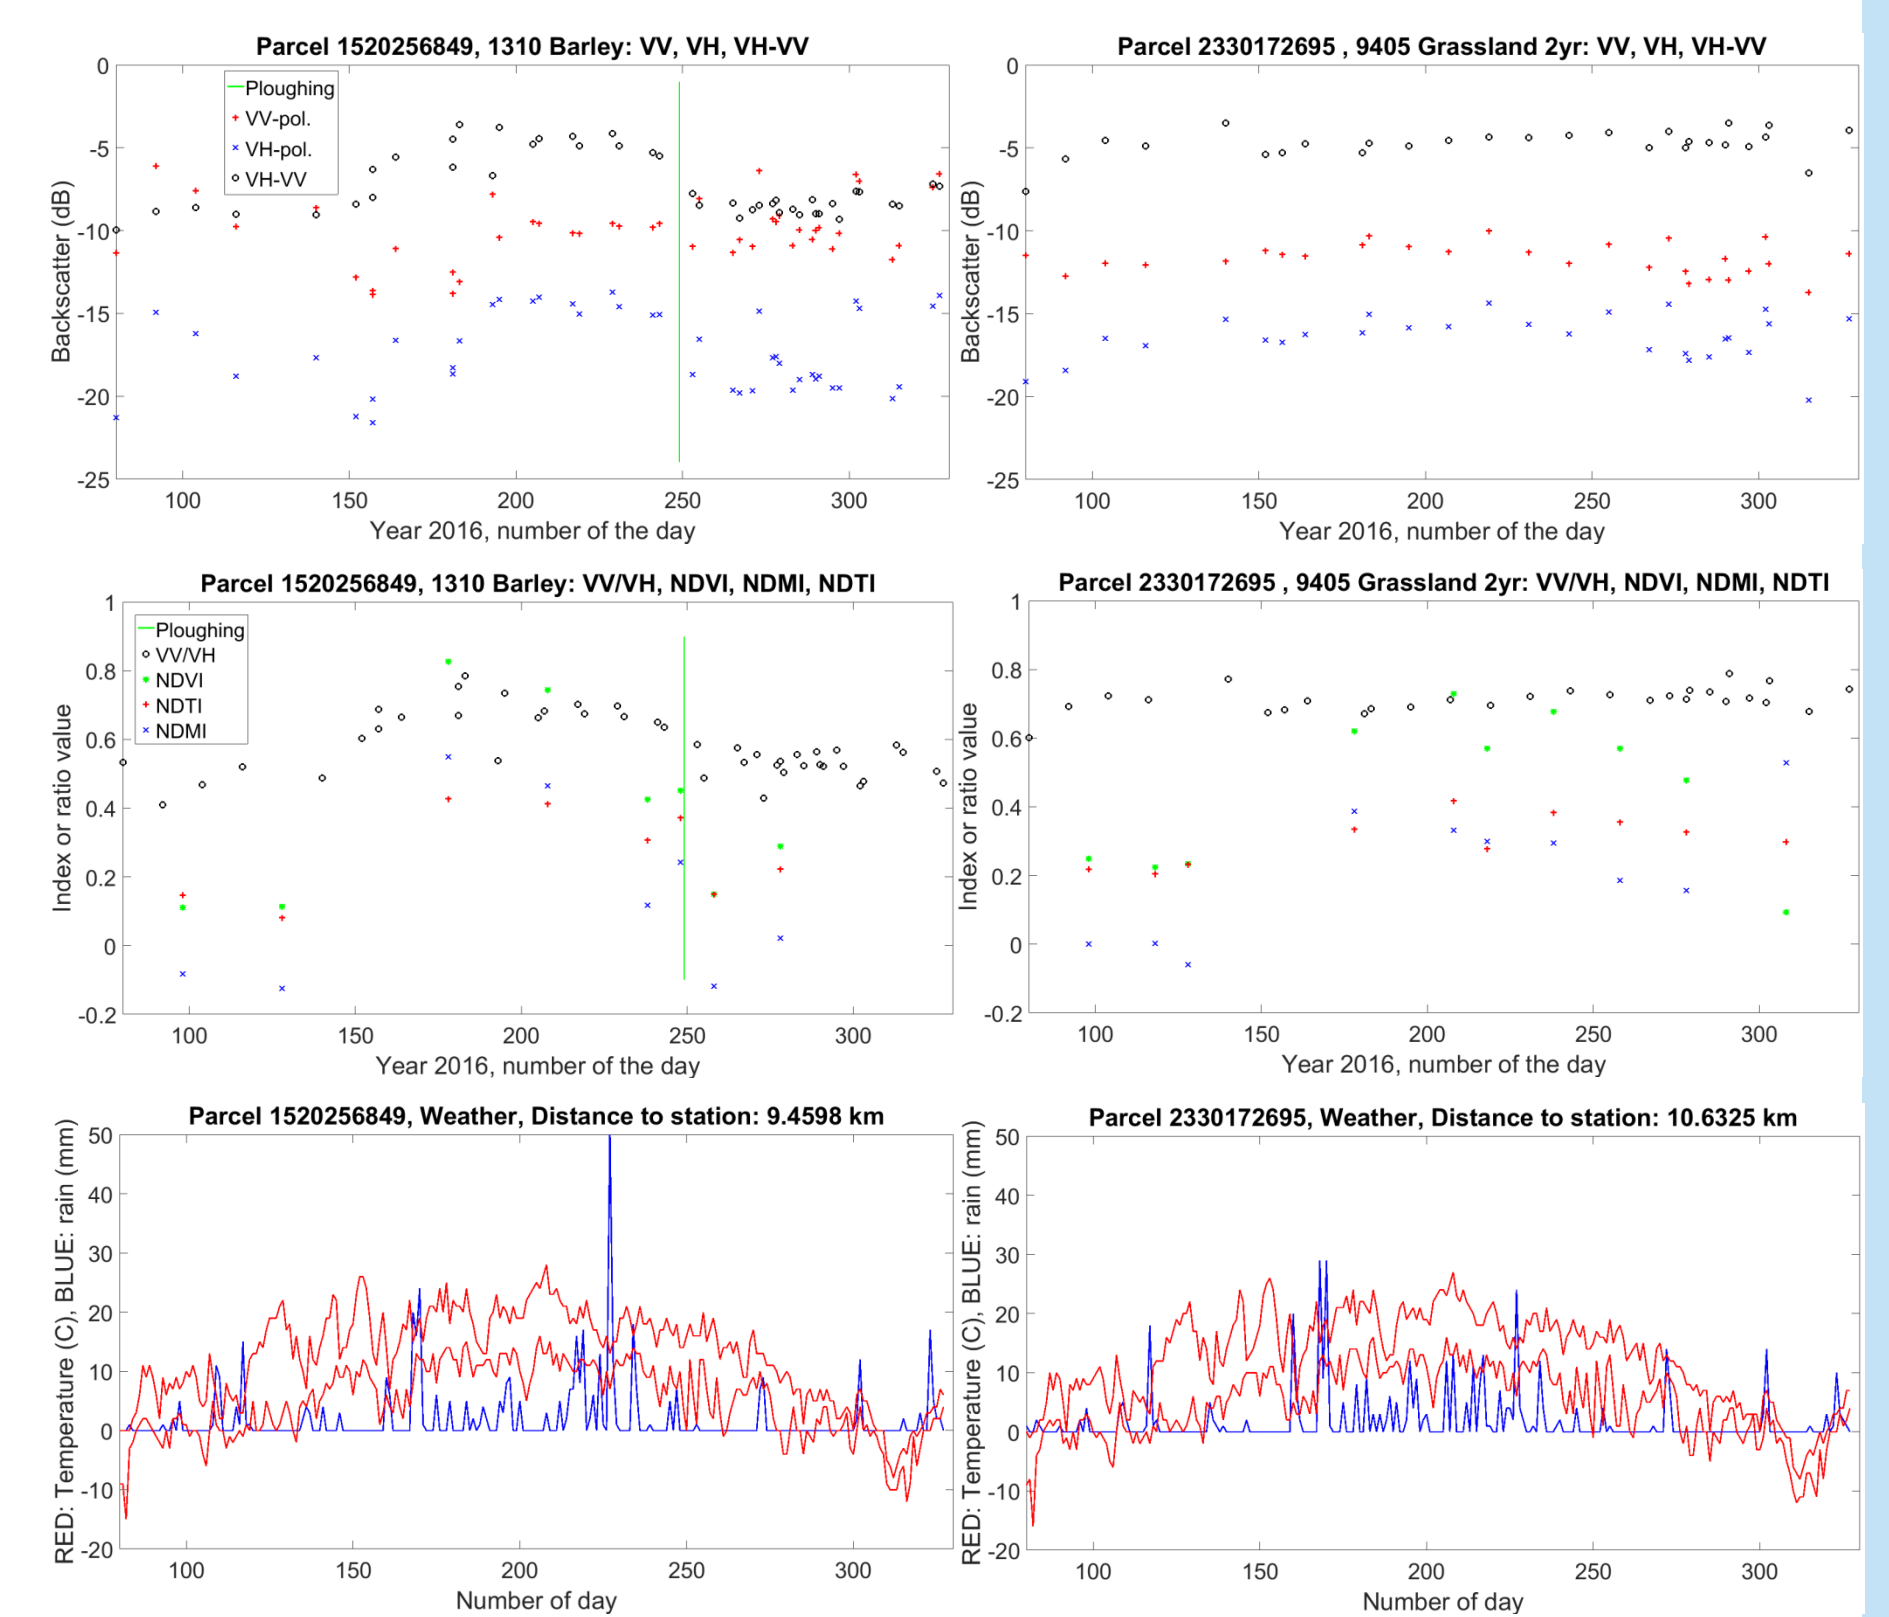 Parcel 1520256849, 1310 Barley: VV, VH, VH-VV
0
-5
-10
-15
-20
-25
Backscatter (dB)
Ploughing
VV-pol.
VH-pol.
VH-VV
100 150 200 250 300
Year 2016, number of the day
Parcel 2330172695 , 9405 Grassland 2yr: VV, VH, VH-VV
0
-5
-10
-15
-20
-25
Backscatter (dB)
100 150 200 250 300
Year 2016, number of the day
Parcel 1520256849, 1310 Barley: VV/VH, NDVI, NDMI, NDTI
1
0.8
0.6
0.4
0.2
0
-0.2
Index or ratio value
Ploughing
VV/VH
NDVI
NDTI
NDMI
100 150 200 250 300
Year 2016, number of the day
Parcel 2330172695 , 9405 Grassland 2yr: VV/VH, NDVI, NDMI, NDTI
1
0.8
0.6
0.4
0.2
0
-0.2
Index or ratio value
100 150 200 250 300
Year 2016, number of the day
Parcel 1520256849, Weather, Distance to station: 9.4598 km
50
40
30
20
10
0
-10
-20
RED: Temperature (C), BLUE: rain (mm)
100 150 200 250 300
Number of day
Parcel 2330172695, Weather, Distance to station: 10.6325 km
50
40
30
20
10
0
-10
-20
RED: Temperature (C), BLUE: rain (mm)
100 150 200 250 300
Number of day